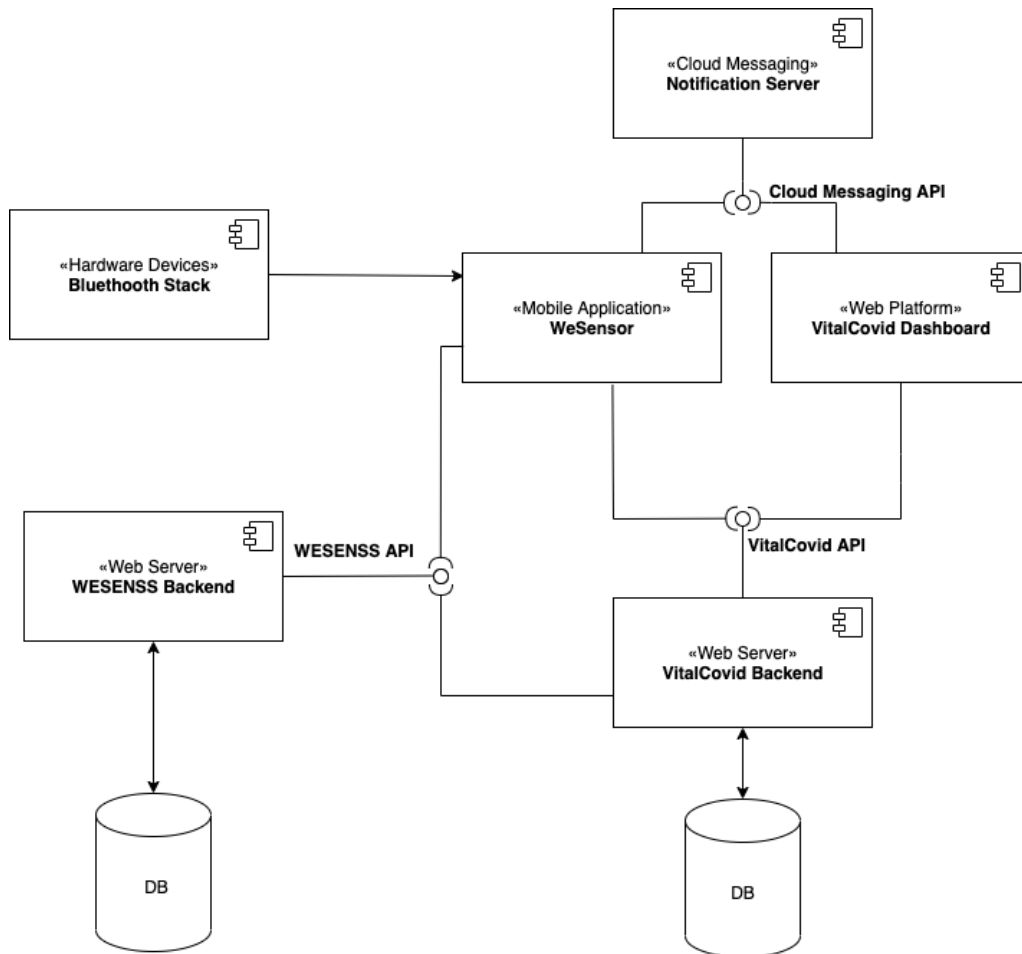 «Cloud Messaging»
Notification Server
Cloud Messaging API
«Hardware Devices»
Bluethooth Stack
«Mobile Application»
WeSensor
«Web Platform»
VitalCovid Dashboard
WESENSS API
VitalCovid API
«Web Server»
WESENSS Backend
«Web Server»
VitalCovid Backend
DB
DB